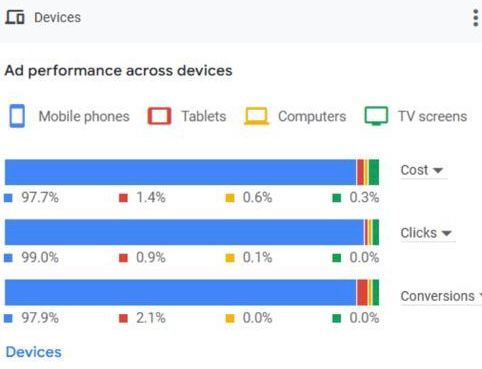 Devices
Ad performance across devices
Mobile phones Tablets Computers TV screens
Cost
97.7% 1.4% 0.6% 0.3%
Clicks
99.0% 0.9% 0.1% 0.0%
Conversions
97.9% 2.1% 0.0% 0.0%
Devices